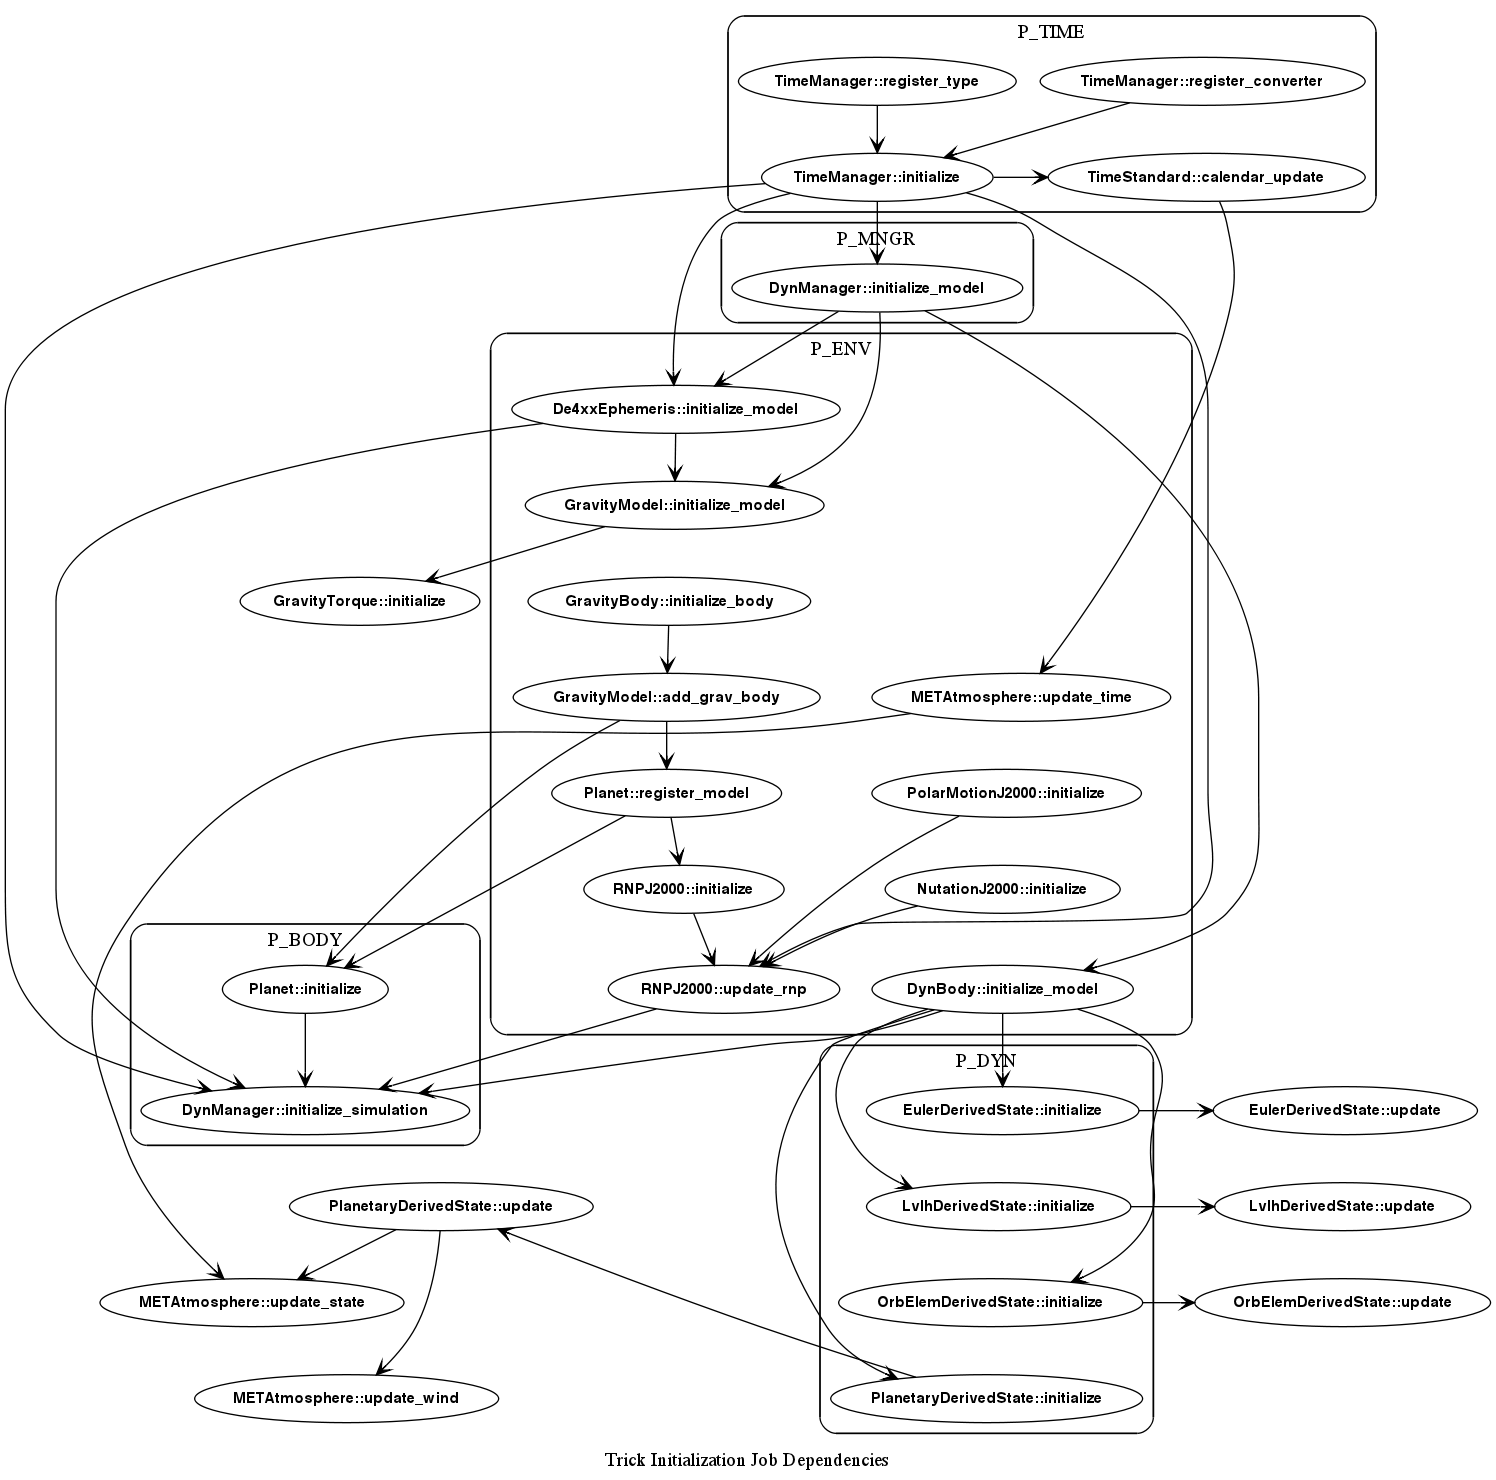 P_TIME
TimeManager::register_type
TimeManager::register_converter
TimeManager::initialize
TimeStandard::calendar_update
P_MNGR
DynManager::initialize_model
P_ENV
De4xxEphemeris::initialize_model
GravityModel::initialize_model
GravityTorque::initialize
GravityBody::initialize_body
GravityModel::add_grav_body
METAtmosphere::update_time
Planet::register_model
PolarMotionJ2000::initialize
RNPJ2000::initialize
NutationJ2000::initialize
P_BODY
Planet::initialize
RNPJ2000::update_rnp
DynBody::initialize_model
P_DYN
DynManager::initialize_simulation
EulerDerivedState::initialize
EulerDerivedState::update
PlanetaryDerivedState::update
LvlhDerivedState::initialize
LvlhDerivedState::update
METAtmosphere::update_state
OrbElemDerivedState::initialize
OrbElemDerivedState::update
METAtmosphere::update_wind
PlanetaryDerivedState::initialize
Trick Initialization Job Dependencies